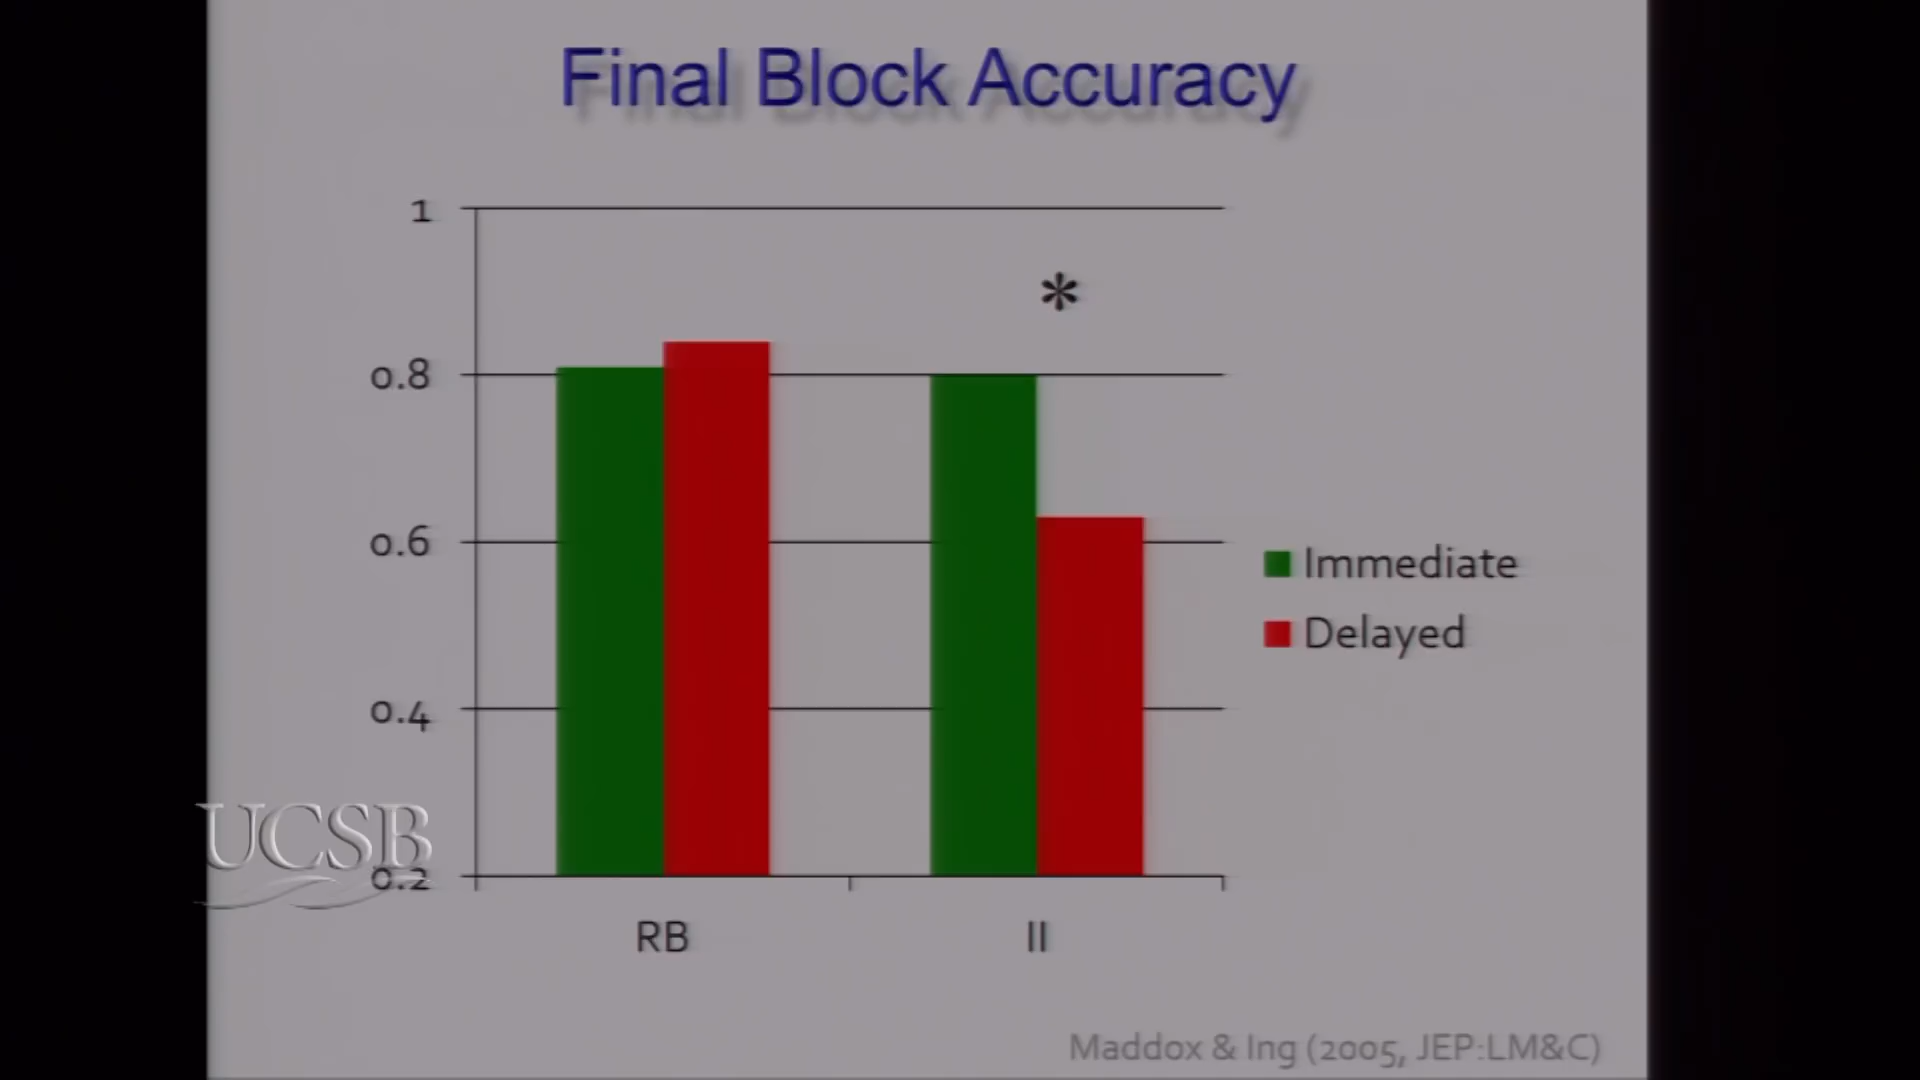 Final Block Accuracy
1
*
0.8
0.6
Immediate
Delayed
0.4
UCSB
0.2
RB
II
Maddox & Ing (2005, JEP:LM&C)